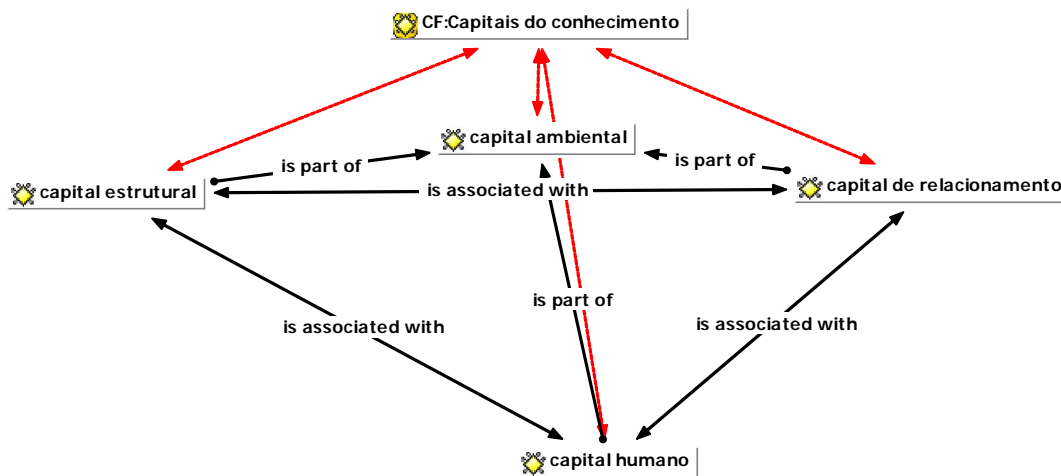 CF:Capitais do conhecimento
capital ambiental
is part of
is part of
capital estrutural
is associated with
capital de relacionamento
is part of
is associated with
is associated with
capital humano